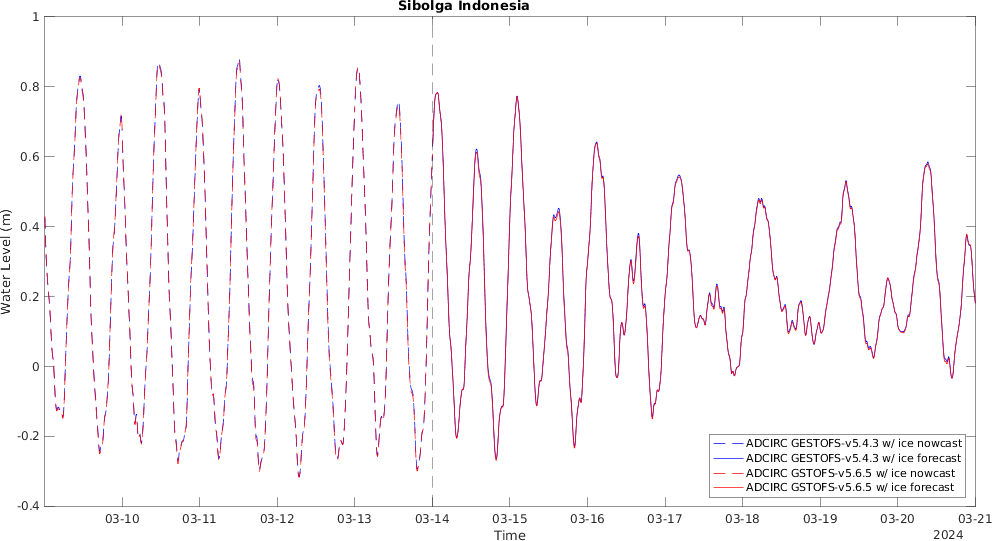 Sibolga Indonesia
Water Level (m)
1
0.8
0.6
0.4
0.2
0
-0.2
-0.4
ADCIRC GESTOFS-v5.4.3 w/ ice nowcast
ADCIRC GESTOFS-v5.4.3 w/ ice forecast
ADCIRC GSTOFS-v5.6.5 w/ ice nowcast
ADCIRC GSTOFS-v5.6.5 w/ ice forecast
03-10 03-11 03-12 03-13 03-14 03-15 03-16 03-17 03-18 03-19 03-20 03-21
Time
2024